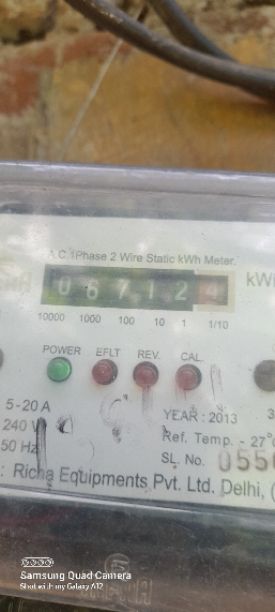 A.C.1Phase 2 Wire Static kWh Meter.
0 6 7 1 2 4
10000 1000 100 10 1 1/10
POWER EFLT REV. CAL.
5-20 A
240 V YEAR : 2013
50 Hz Ref. Temp. - 27°
SL. No. 055
: Richa Equipments Pvt. Ltd. Delhi, (
Samsung Quad Camera
Shot with my Galaxy A12